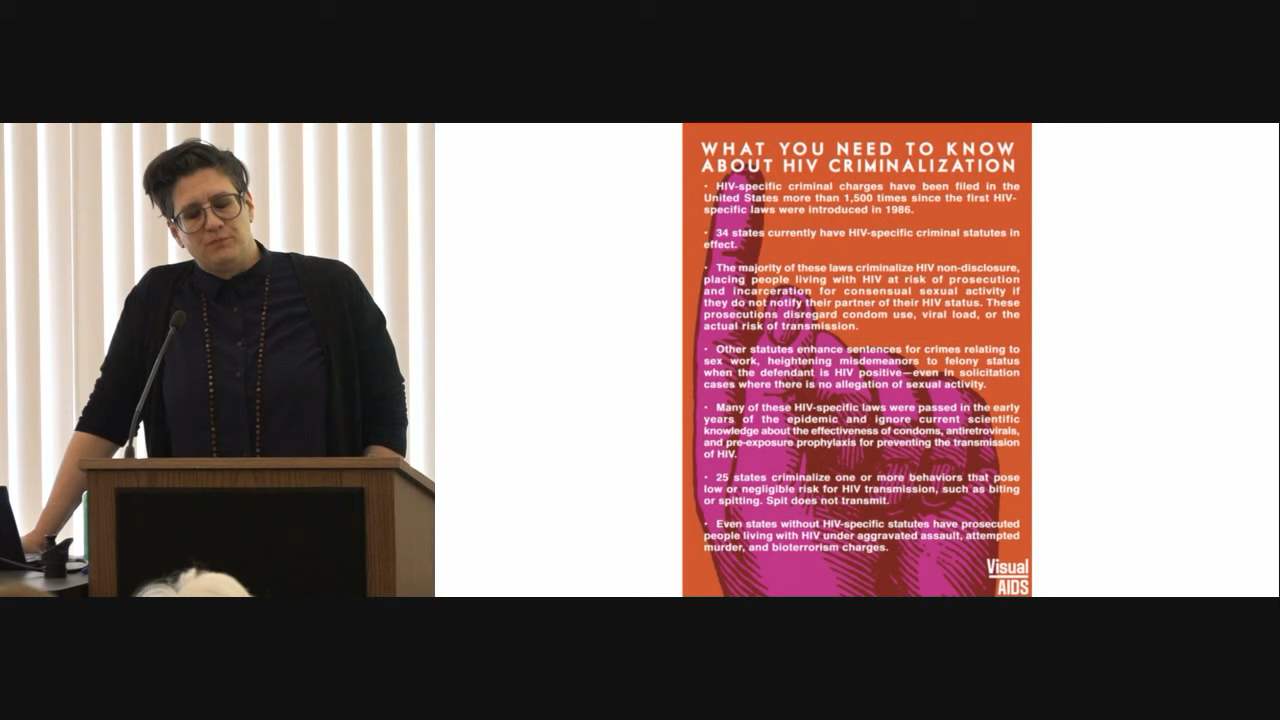 WHAT YOU NEED TO KNOW
ABOUT HIV CRIMINALIZATION
· HIV-specific criminal charges have been filed in the
United States more than 1,500 times since the first HIV-
specific laws were introduced in 1986.
· 34 states currently have HIV-specific criminal statutes in
effect.
· The majority of these laws criminalize HIV non-disclosure,
placing people living with HIV at risk of prosecution
and incarceration for consensual sexual activity if
they do not notify their partner of their HIV status. These
prosecutions disregard condom use, viral load, or the
actual risk of transmission.
· Other statutes enhance sentences for crimes relating to
sex work, heightening misdemeanors to felony status
when the defendant is HIV positive—even in solicitation
cases where there is no allegation of sexual activity.
· Many of these HIV-specific laws were passed in the early
years of the epidemic and ignore current scientific
knowledge about the effectiveness of condoms, antiretrovirals,
and pre-exposure prophylaxis for preventing the transmission
of HIV.
· 25 states criminalize one or more behaviors that pose
low or negligible risk for HIV transmission, such as biting
or spitting. Spit does not transmit.
· Even states without HIV-specific statutes have prosecuted
people living with HIV under aggravated assault, attempted
murder, and bioterrorism charges.
Visual
AIDS